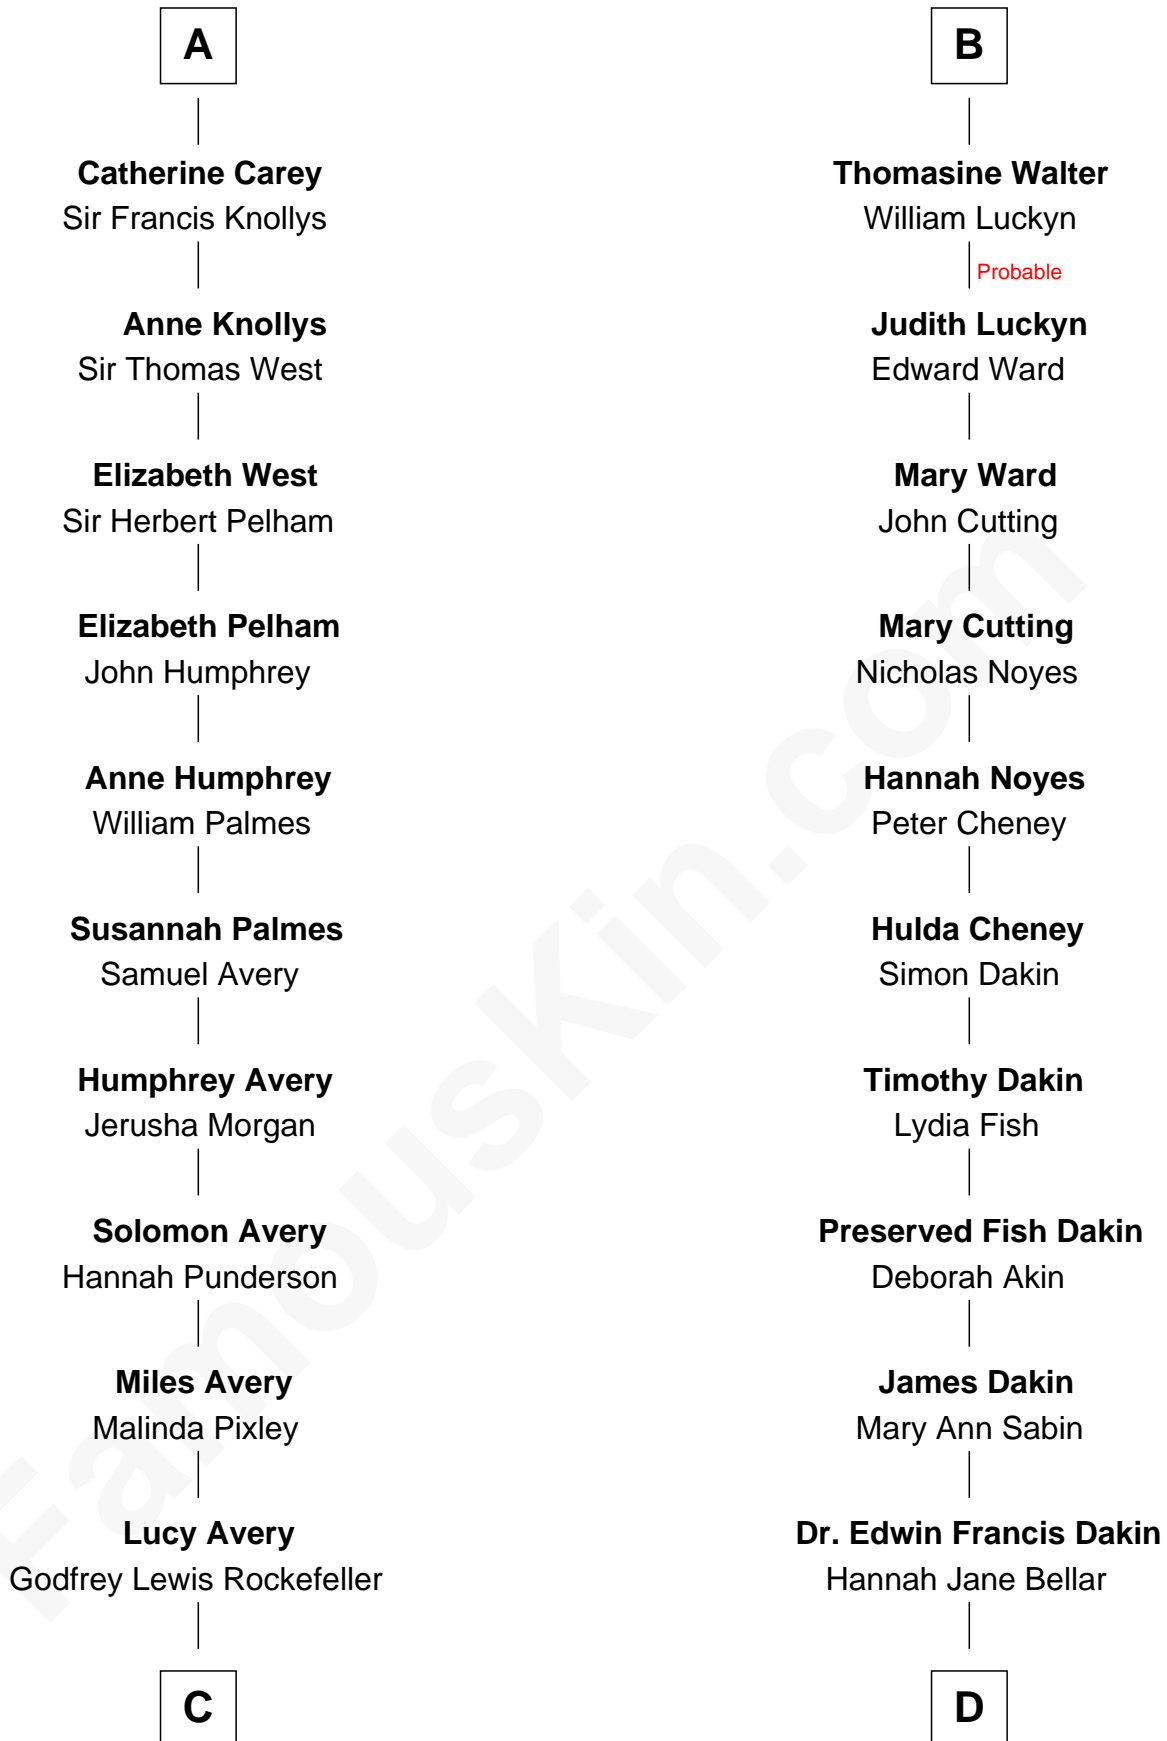 A
Catherine Carey
Sir Francis Knollys
Anne Knollys
Sir Thomas West
Elizabeth West
Sir Herbert Pelham
Elizabeth Pelham
John Humphrey
Anne Humphrey
William Palmes
Susannah Palmes
Samuel Avery
Humphrey Avery
Jerusha Morgan
Solomon Avery
Hannah Punderson
Miles Avery
Malinda Pixley
Lucy Avery
Godfrey Lewis Rockefeller
C
B
Thomasine Walter
William Luckyn
Probable
Judith Luckyn
Edward Ward
Mary Ward
John Cutting
Mary Cutting
Nicholas Noyes
Hannah Noyes
Peter Cheney
Hulda Cheney
Simon Dakin
Timothy Dakin
Lydia Fish
Preserved Fish Dakin
Deborah Akin
James Dakin
Mary Ann Sabin
Dr. Edwin Francis Dakin
Hannah Jane Bellar
D
FamousKin.com